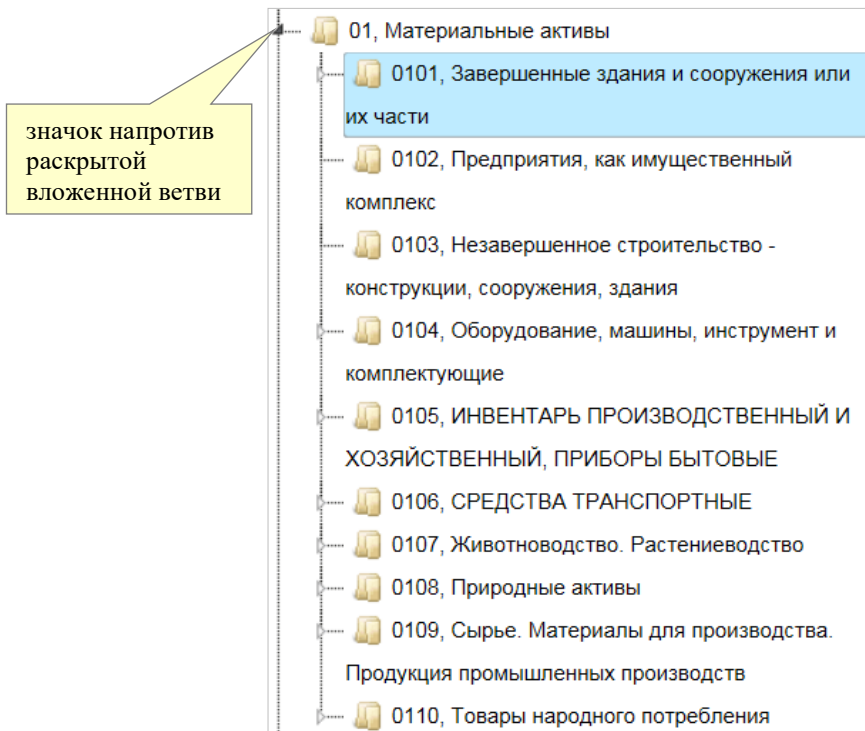 01, Материальные активы
0101, Завершенные здания и сооружения или
их части
значок напротив
раскрытой
вложенной ветви
0102, Предприятия, как имущественный
комплекс
0103, Незавершенное строительство -
конструкции, сооружения, здания
0104, Оборудование, машины, инструмент и
комплектующие
0105, ИНВЕНТАРЬ ПРОИЗВОДСТВЕННЫЙ И
ХОЗЯЙСТВЕННЫЙ, ПРИБОРЫ БЫТОВЫЕ
0106, СРЕДСТВА ТРАНСПОРТНЫЕ
0107, Животноводство. Растениеводство
0108, Природные активы
0109, Сырье. Материалы для производства.
Продукция промышленных производств
0110, Товары народного потребления